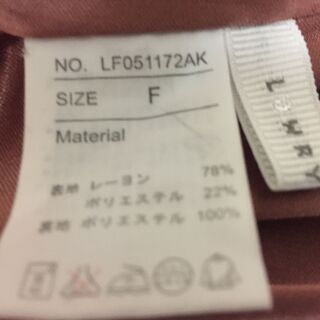 NO. LF051172AK
SIZE F
Material
表地 レーヨン 78%
ポリエステル 22%
裏地 ポリエステル 100%
LOWRY